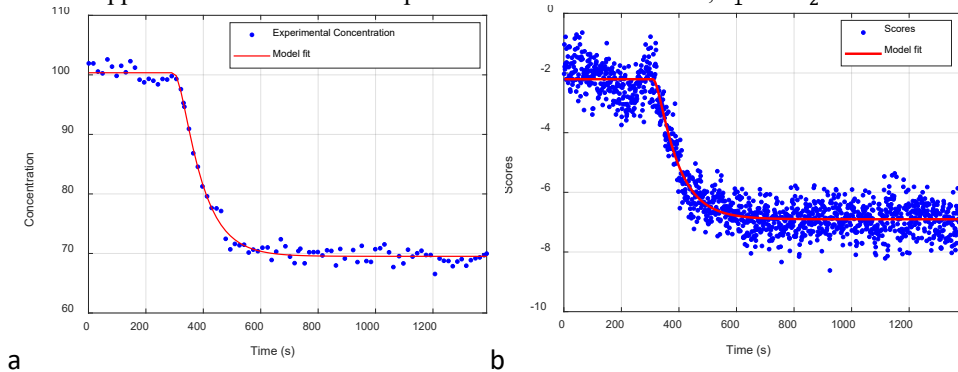 Experimental Concentration
Model fit
110
100
90
80
70
60
Concentration
0 200 400 600 800 1000 1200
Time (s)
a
Scores
Model fit
0
-2
-4
-6
-8
-10
Scores
0 200 400 600 800 1000 1200
Time (s)
b